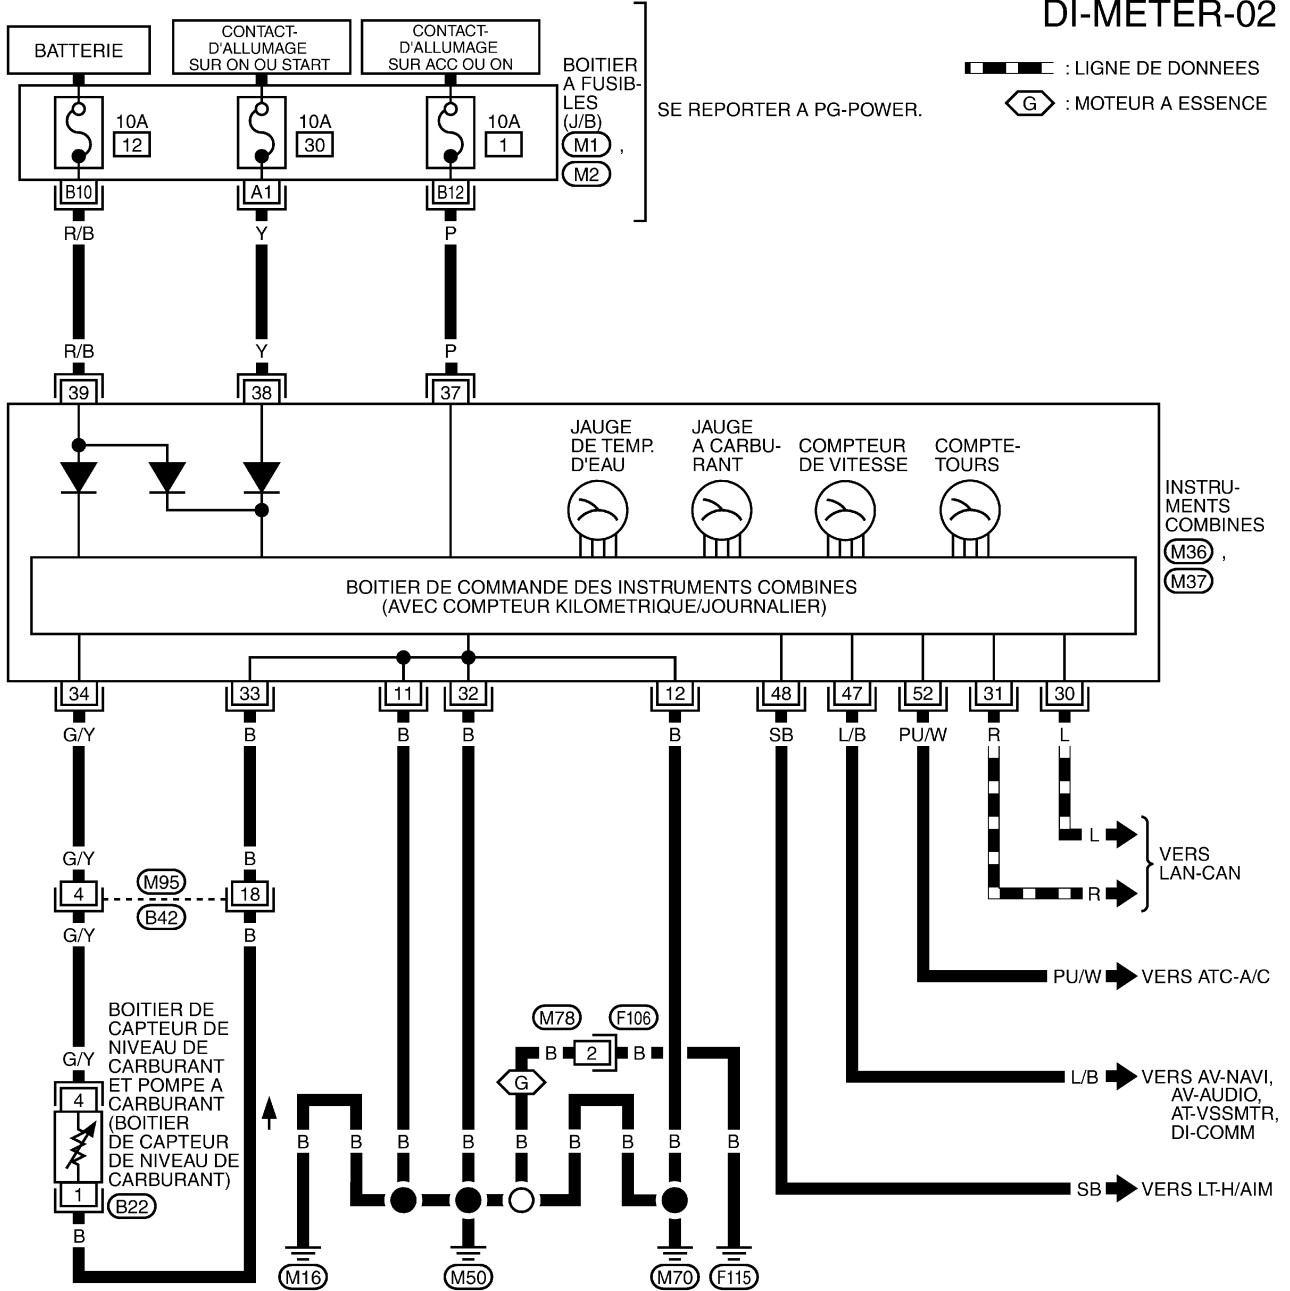 DI-METER-02
BATTERIE
CONTACT-
D'ALLUMAGE
SUR ON OU START
CONTACT-
D'ALLUMAGE
SUR ACC OU ON
BOITIER
A FUSIB-
LES
(J/B)
M1 ,
M2
SE REPORTER A PG-POWER.
: LIGNE DE DONNEES
G : MOTEUR A ESSENCE
10A
12
10A
30
10A
1
B10 A1 B12
R/B Y P
R/B Y P
39 38 37
JAUGE
DE TEMP.
D'EAU
JAUGE
A CARBU-
RANT
COMPTEUR
DE VITESSE
COMPTE-
TOURS
INSTRU-
MENTS
COMBINES
M36 ,
M37
BOITIER DE COMMANDE DES INSTRUMENTS COMBINES
(AVEC COMPTEUR KILOMETRIQUE/JOURNALIER)
34 33 11 32 12 48 47 52 31 30
G/Y B B B B SB L/B PU/W R L
L
R
VERS
LAN-CAN
G/Y B
4 M95 18
B42
G/Y B
PU/W VERS ATC-A/C
BOITIER DE
CAPTEUR DE
NIVEAU DE
CARBURANT
ET POMPE A
CARBURANT
(BOITIER
DE CAPTEUR
DE NIVEAU DE
CARBURANT)
G/Y
4
1
B22
B
M78 F106
B 2 B
G
L/B VERS AV-NAVI,
AV-AUDIO,
AT-VSSMTR,
DI-COMM
B B B B B B B B B
SB VERS LT-H/AIM
M16 M50 M70 F115